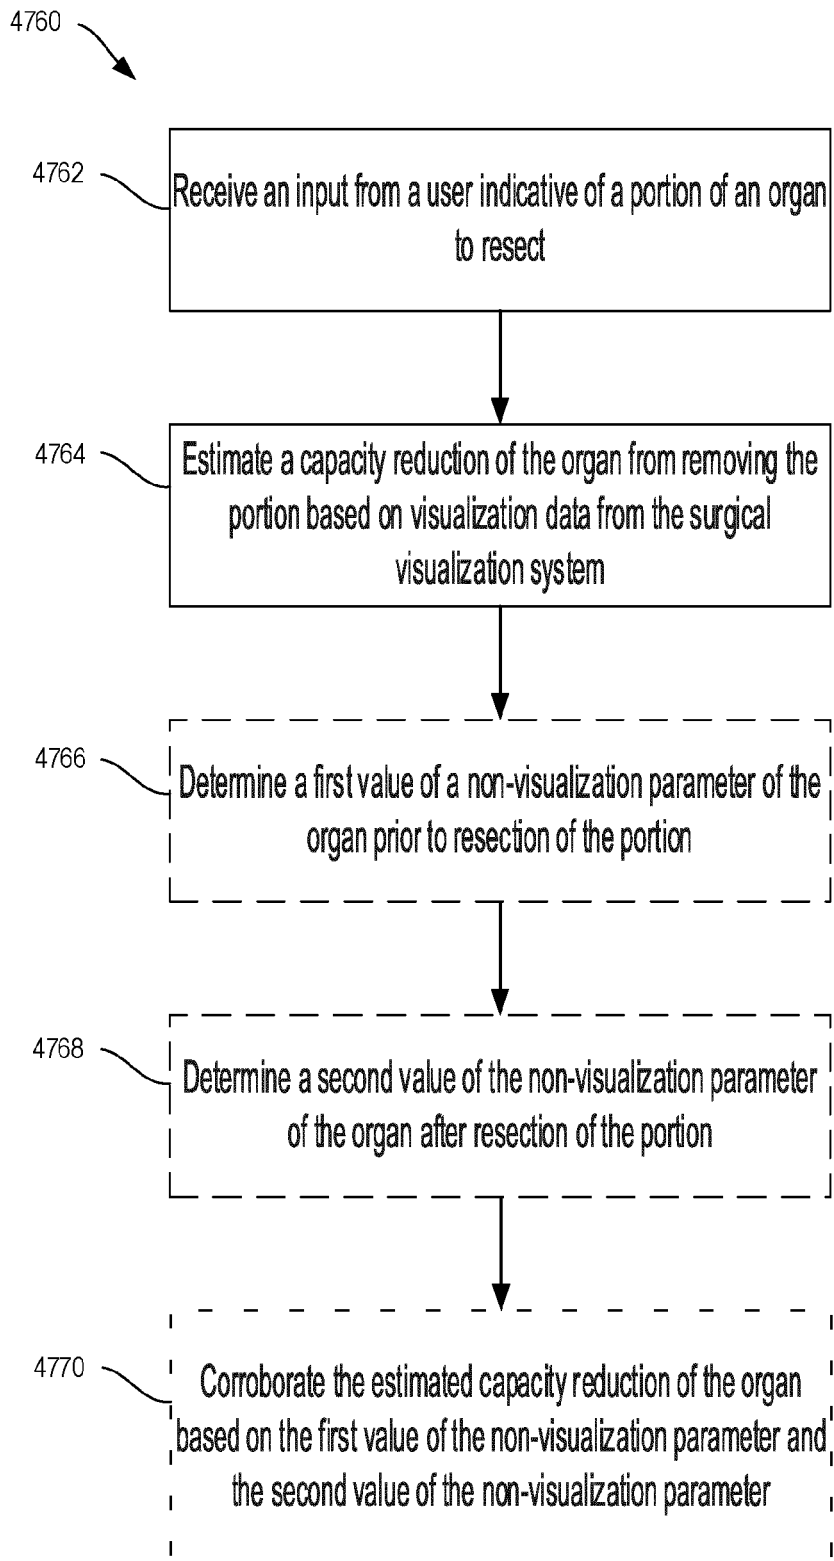 4760
4762
Receive an input from a user indicative of a portion of an organ
to resect
4764
Estimate a capacity reduction of the organ from removing the
portion based on visualization data from the surgical
visualization system
4766
Determine a first value of a non-visualization parameter of the
organ prior to resection of the portion
4768
Determine a second value of the non-visualization parameter
of the organ after resection of the portion
4770
Corroborate the estimated capacity reduction of the organ
based on the first value of the non-visualization parameter and
the second value of the non-visualization parameter